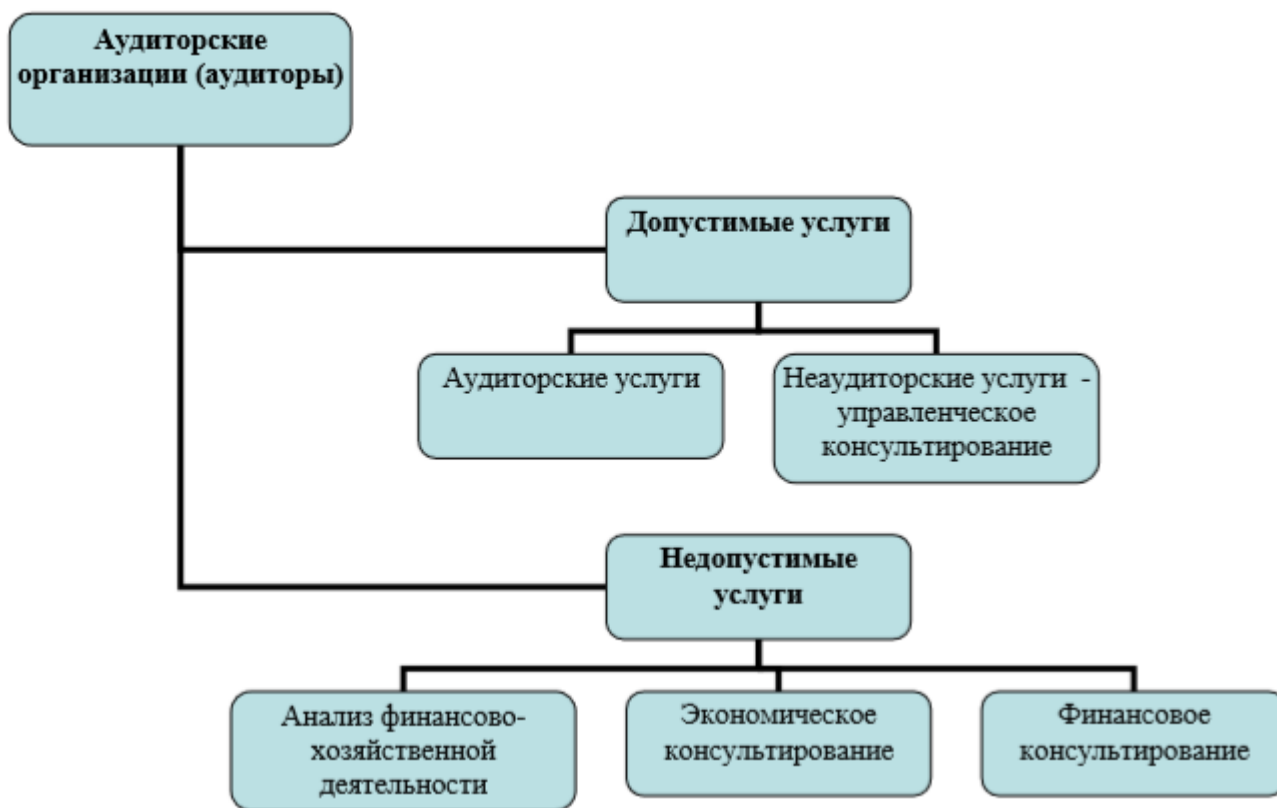 Аудиторские
организации (аудиторы)
Допустимые услуги
Аудиторские услуги
Неаудиторские услуги -
управленческое
консультирование
Недопустимые
услуги
Анализ финансово-
хозяйственной
деятельности
Экономическое
консультирование
Финансовое
консультирование